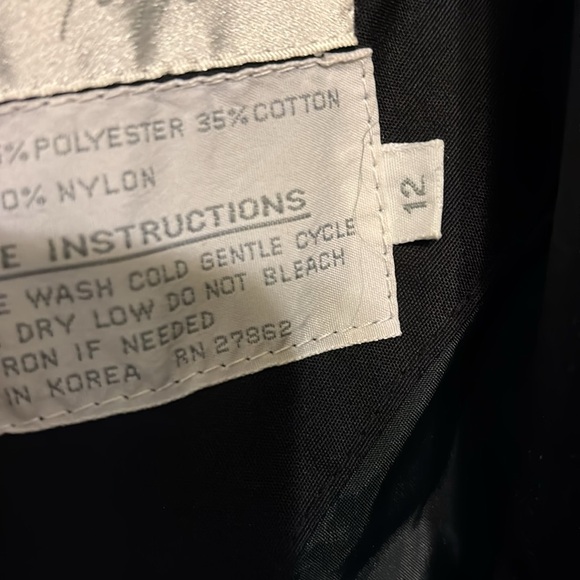 % POLYESTER 35% COTTON
0% NYLON
E INSTRUCTIONS
E WASH COLD GENTLE CYCLE
DRY LOW DO NOT BLEACH
RON IF NEEDED
IN KOREA RN 27862
12